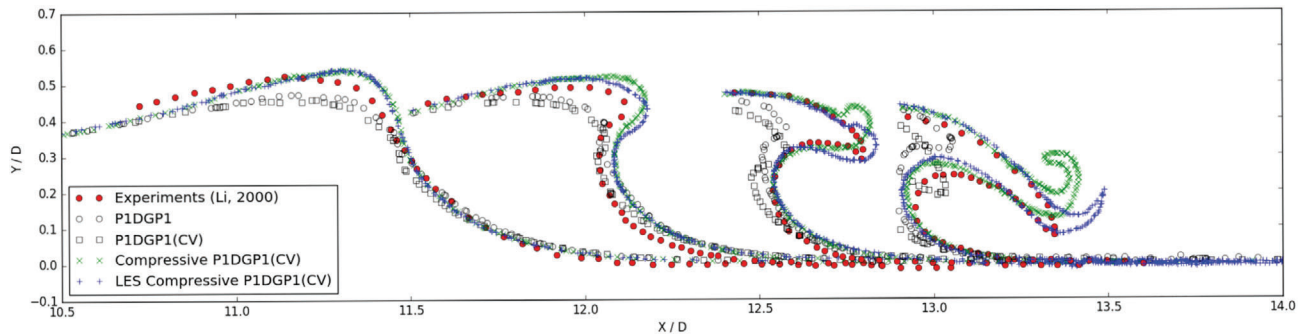 0.7
0.6
0.5
0.4
0.3
0.2
0.1
0.0
−0.1
Y / D
Experiments (Li, 2000)
P1DGP1
P1DGP1(CV)
Compressive P1DGP1(CV)
LES Compressive P1DGP1(CV)
10.5 11.0 11.5 12.0 12.5 13.0 13.5 14.0
X / D